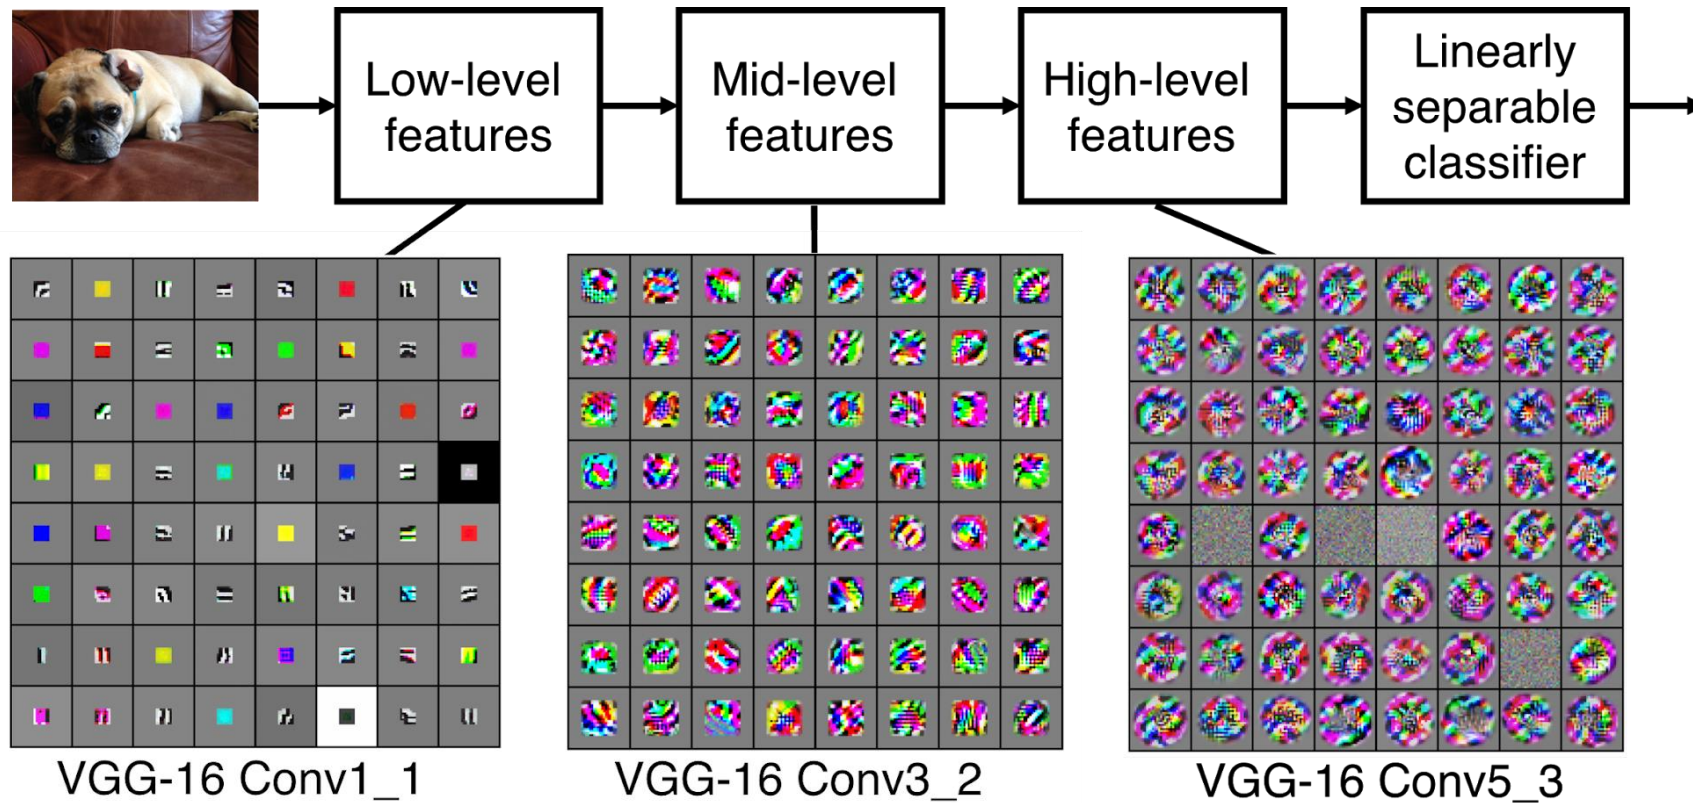 Low-level
features
Mid-level
features
High-level
features
Linearly
separable
classifier
VGG-16 Conv1_1
VGG-16 Conv3_2
VGG-16 Conv5_3